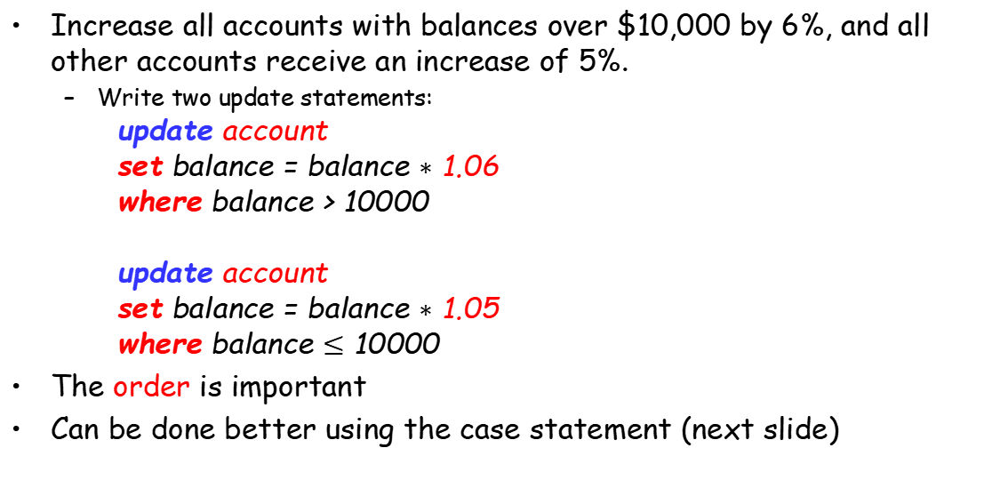 • Increase all accounts with balances over $10,000 by 6%, and all
other accounts receive an increase of 5%.
– Write two update statements:
update account
set balance = balance ∗ 1.06
where balance > 10000
update account
set balance = balance ∗ 1.05
where balance ≤ 10000
• The order is important
• Can be done better using the case statement (next slide)